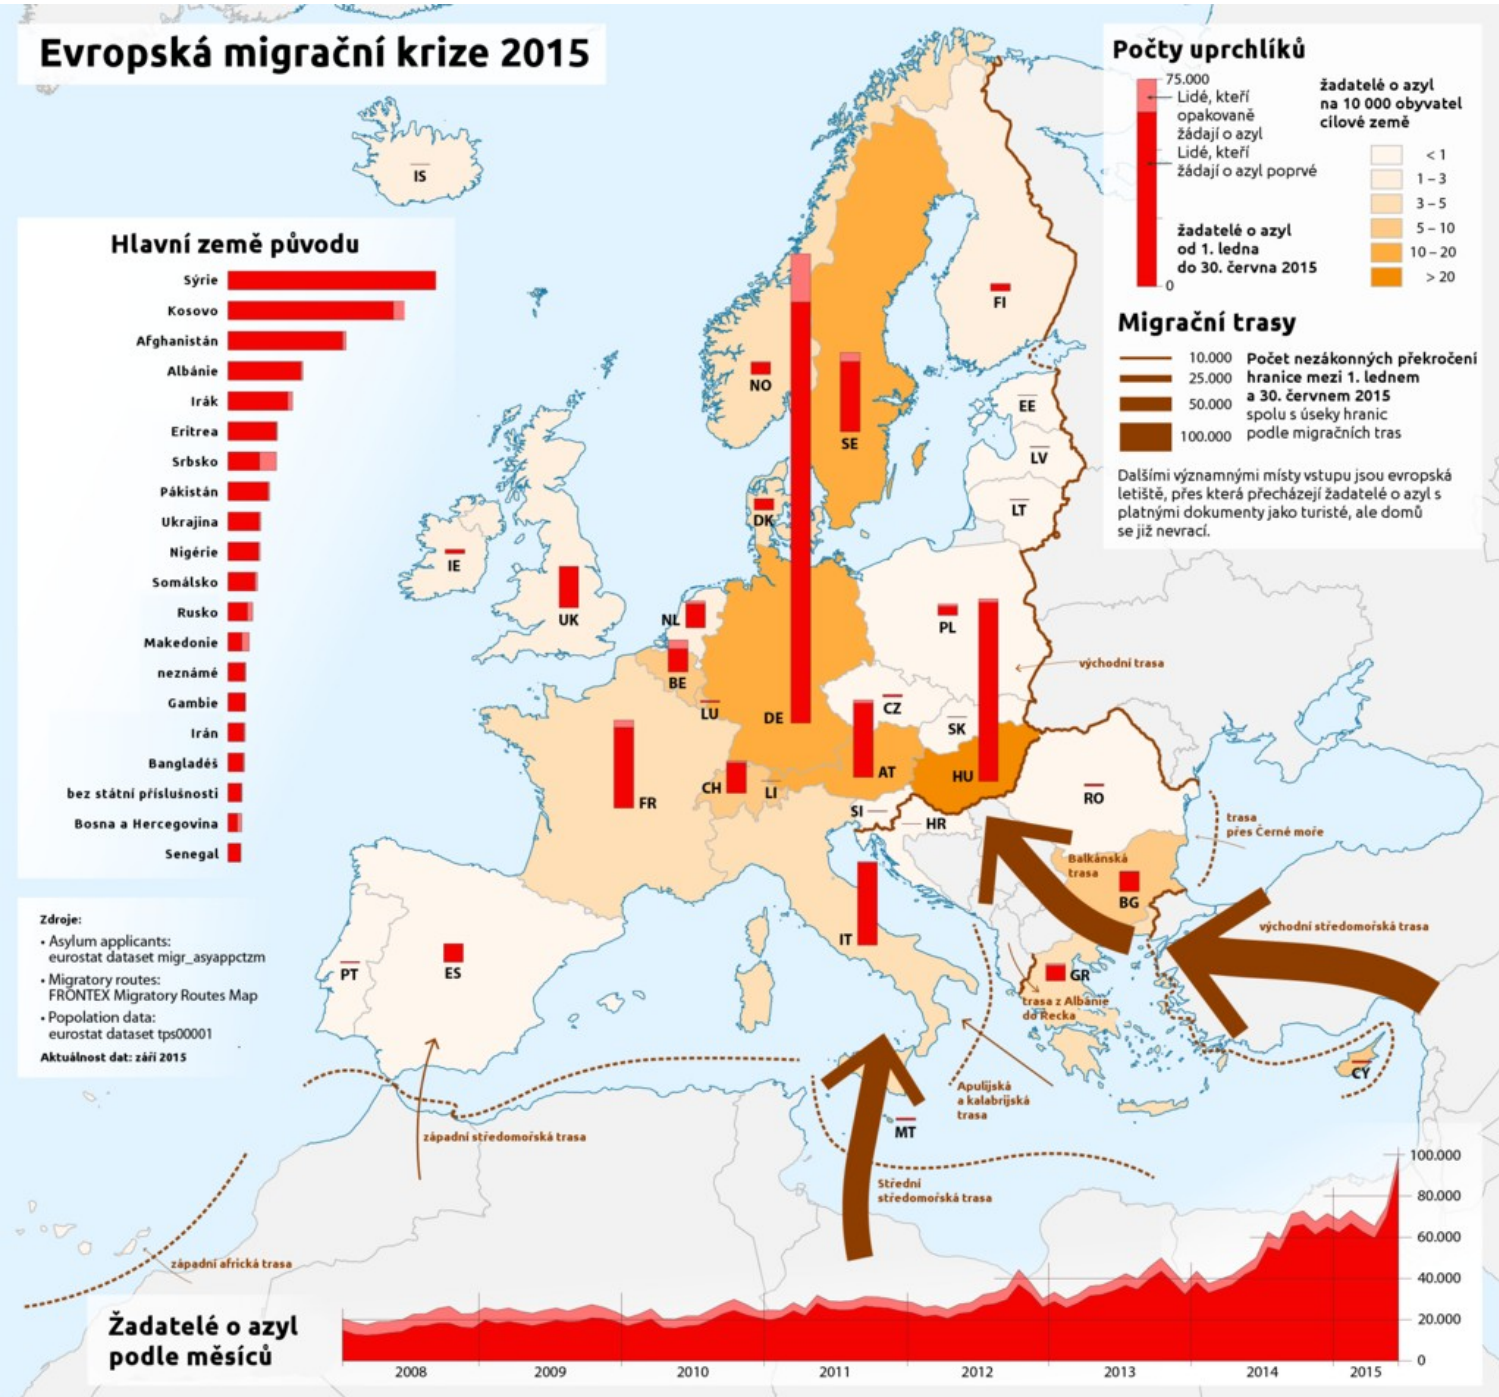 Evropská migrační krize 2015
Počty uprchlíků
75.000
Lidé, kteří
opakovaně
žádají o azyl
Lidé, kteří
žádají o azyl poprvé
žadatelé o azyl
od 1. ledna
do 30. června 2015
0
žadatelé o azyl
na 10 000 obyvatel
cílové země
< 1
1 – 3
3 – 5
5 – 10
10 – 20
> 20
Migrační trasy
10.000
25.000
50.000
100.000
Počet nezákonných překročení
hranice mezi 1. lednem
a 30. červnem 2015
spolu s úseky hranic
podle migračních tras
Dalšími významnými místy vstupu jsou evropská
letiště, přes která přecházejí žadatelé o azyl s
platnými dokumenty jako turisté, ale domů
se již nevrací.
Hlavní země původu
Sýrie
Kosovo
Afghanistán
Albánie
Irák
Eritrea
Srbsko
Pákistán
Ukrajina
Nigérie
Somálsko
Rusko
Makedonie
neznámé
Gambie
Irán
Bangladéš
bez státní příslušnosti
Bosna a Hercegovina
Senegal
Zdroje:
• Asylum applicants:
eurostat dataset migr_asyappctzm
• Migratory routes:
FRONTEX Migratory Routes Map
• Popolation data:
eurostat dataset tps00001
Aktuálnost dat: září 2015
IS
FI
NO
SE
EE
LV
LT
DK
IE
UK
NL
BE
LU
DE
PL
CZ
SK
AT
HU
CH
LI
FR
SI
HR
RO
BG
IT
PT
ES
GR
CY
MT
východní trasa
trasa
přes Černé moře
Balkánská
trasa
východní středomořská trasa
trasa z Albánie
do Řecka
Apulijská
a kalabrijská
trasa
západní středomořská trasa
Střední
středomořská trasa
západní africká trasa
Žadatelé o azyl
podle měsíců
100.000
80.000
60.000
40.000
20.000
0
2008
2009
2010
2011
2012
2013
2014
2015